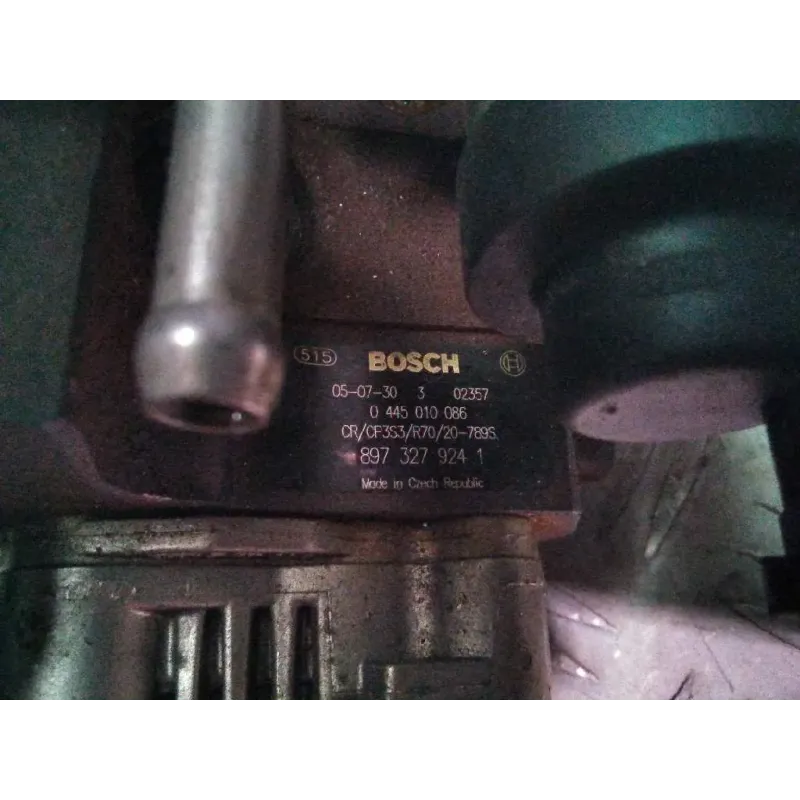 515 BOSCH
05-07-30 3 02357
0 445 010 086
CR/CP3S3/R70/20-789S
897 327 924 1
Made in Czech Republic